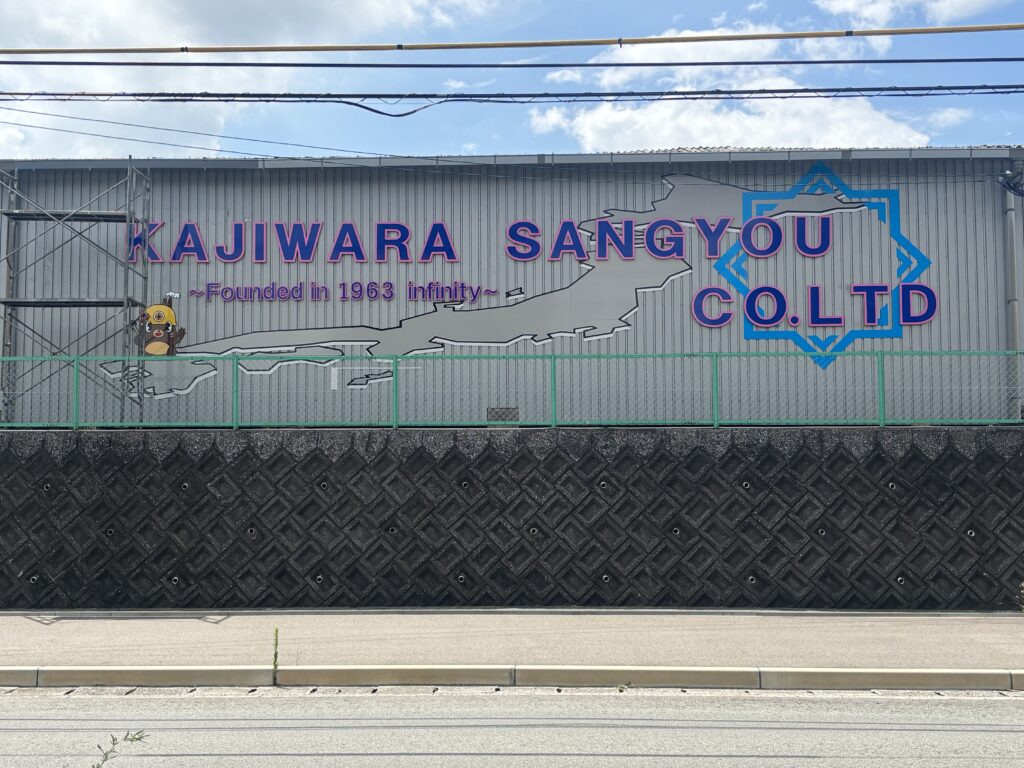 KAJIWARA SANGYOU
~Founded in 1963 infinity~
CO.LTD